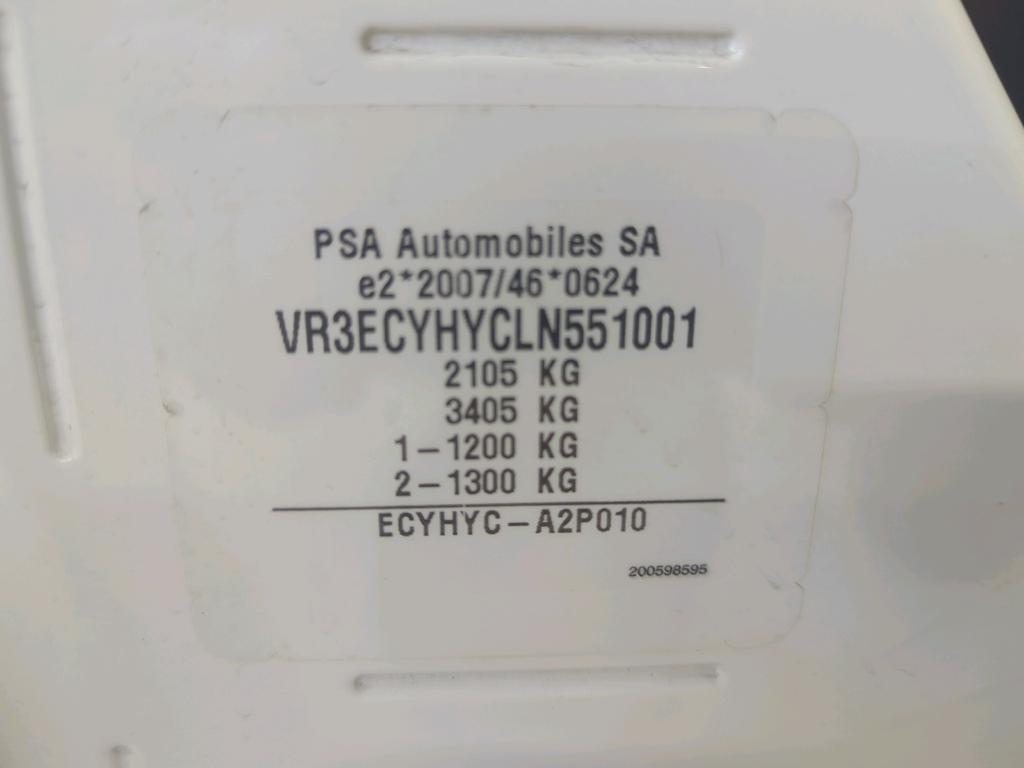 PSA Automobiles SA
e2*2007/46*0624
VR3ECYHYCLN551001
2105 KG
3405 KG
1-1200 KG
2-1300 KG
ECYHYC-A2P010
200598595